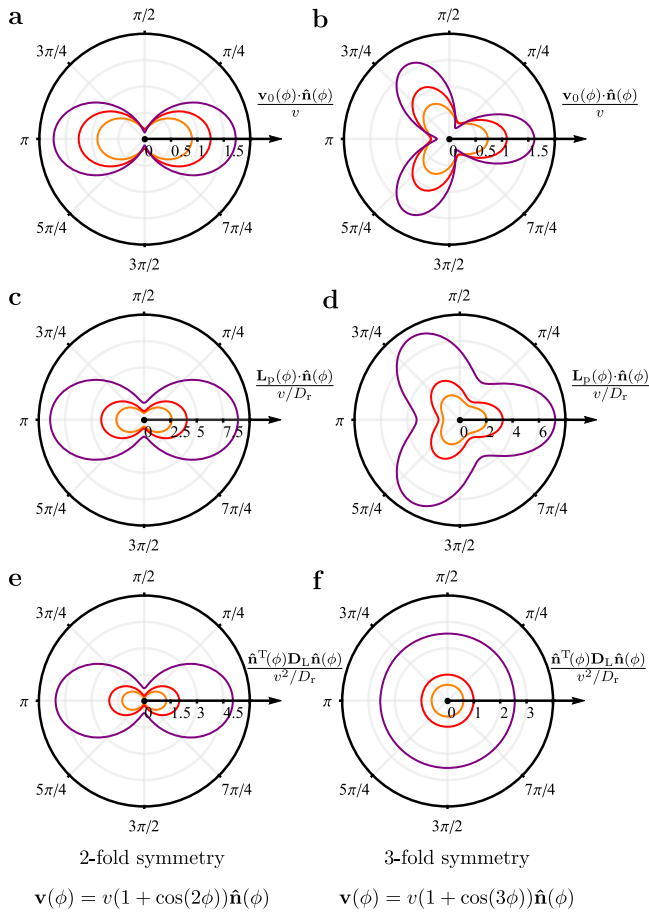 a
b
π/2
π/2
3π/4
π/4
3π/4
π/4
v₀(ϕ)·n̂(ϕ)
v
v₀(ϕ)·n̂(ϕ)
v
π
0 0.5 1 1.5
π
0 0.5 1 1.5
5π/4
7π/4
5π/4
7π/4
3π/2
3π/2
c
d
π/2
π/2
3π/4
π/4
3π/4
π/4
Lₚ(ϕ)·n̂(ϕ)
v/Dᵣ
Lₚ(ϕ)·n̂(ϕ)
v/Dᵣ
π
0 2.5 5 7.5
π
0 2 4 6
5π/4
7π/4
5π/4
7π/4
3π/2
3π/2
e
f
π/2
π/2
3π/4
π/4
3π/4
π/4
n̂ᵀ(ϕ)D_L n̂(ϕ)
v²/Dᵣ
n̂ᵀ(ϕ)D_L n̂(ϕ)
v²/Dᵣ
π
0 1.5 3 4.5
π
0 1 2 3
5π/4
7π/4
5π/4
7π/4
3π/2
3π/2
2-fold symmetry
3-fold symmetry
v(ϕ) = v(1 + cos(2ϕ))n̂(ϕ)
v(ϕ) = v(1 + cos(3ϕ))n̂(ϕ)